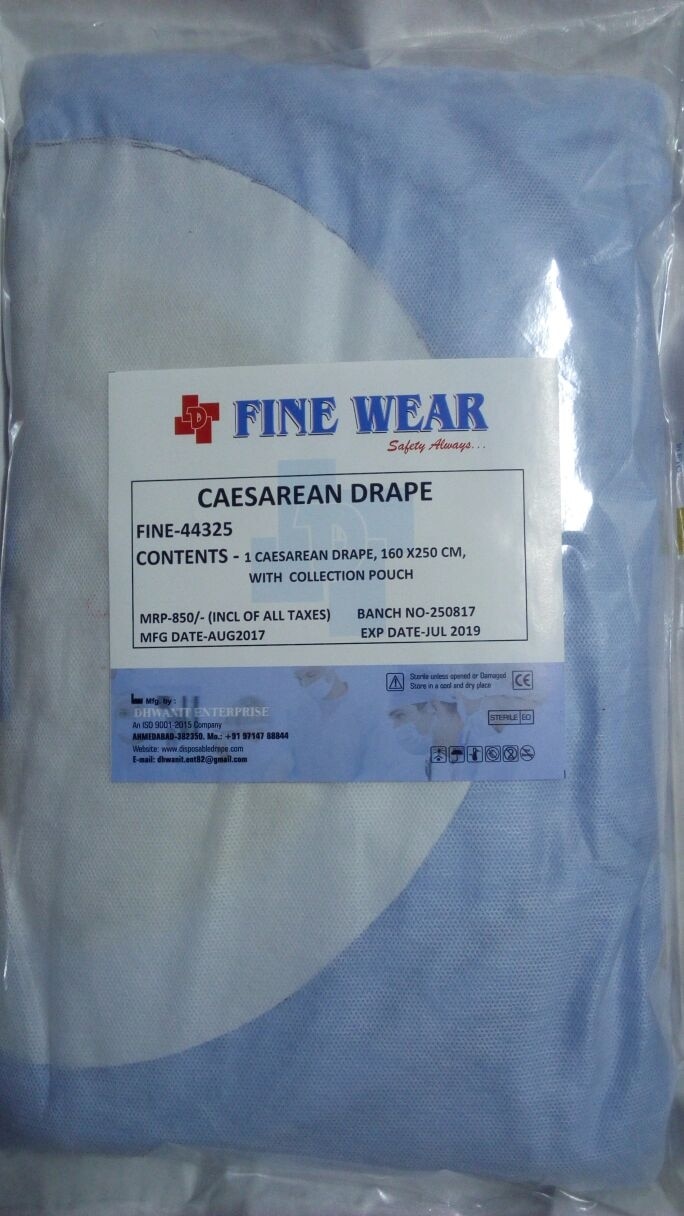 FINE WEAR
Safety Always...
CAESAREAN DRAPE
FINE-44325
CONTENTS - 1 CAESAREAN DRAPE, 160 X250 CM,
WITH COLLECTION POUCH
MRP-850/- (INCL OF ALL TAXES) BANCH NO-250817
MFG DATE-AUG2017 EXP DATE-JUL 2019
Sterile unless opened or Damaged
Store in a cool and dry place
CE
Mfg. by :
DHWANIT ENTERPRISE
An ISO 9001-2015 Company
AHMEDABAD-382350. Mo.: +91 97147 88844
Website: www.disposabledrape.com
E-mail: dhwanit.ent82@gmail.com
STERILE EO